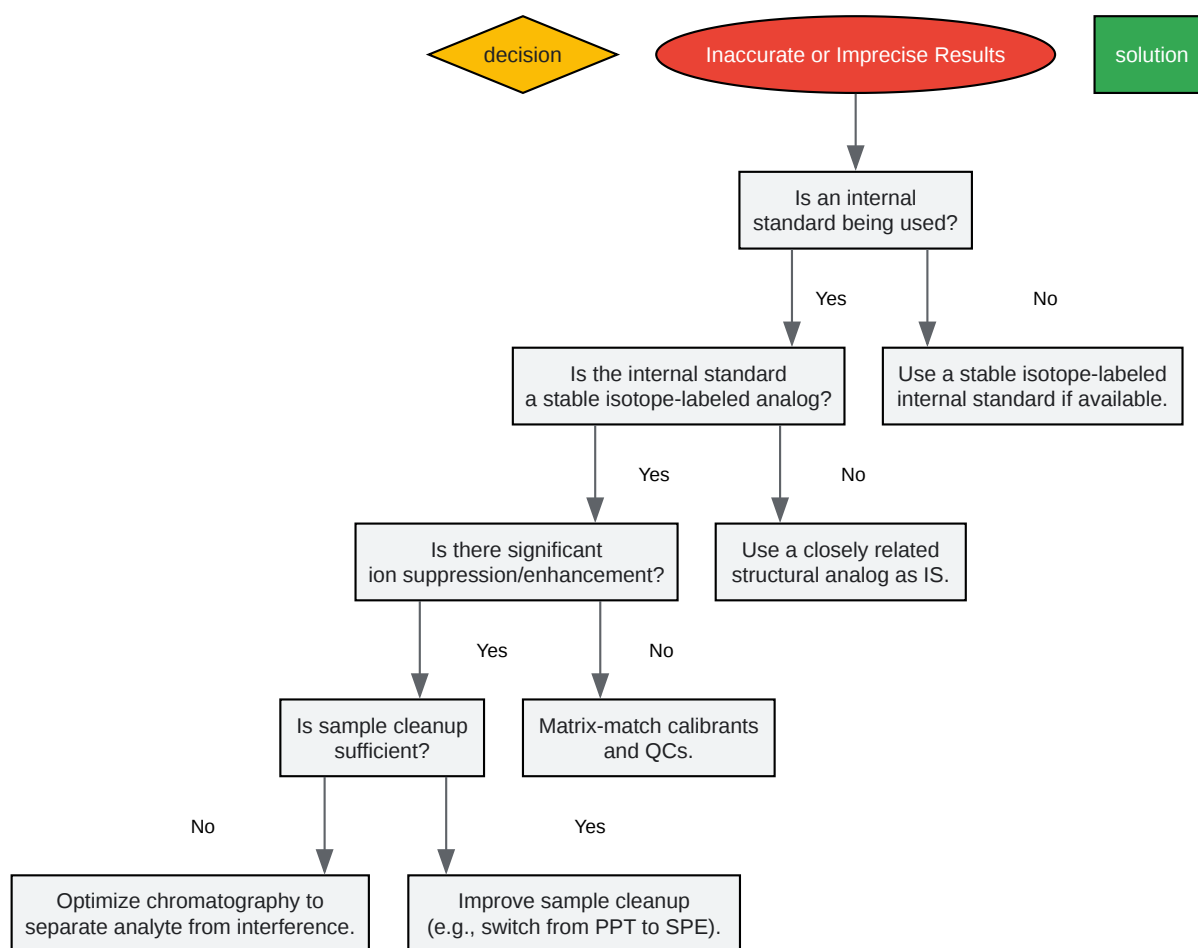 decision
Inaccurate or Imprecise Results
solution
Is an internal
standard being used?
Yes
No
Is the internal standard
a stable isotope-labeled analog?
Use a stable isotope-labeled
internal standard if available.
Yes
No
Is there significant
ion suppression/enhancement?
Use a closely related
structural analog as IS.
Yes
No
Is sample cleanup
sufficient?
Matrix-match calibrants
and QCs.
No
Yes
Optimize chromatography to
separate analyte from interference.
Improve sample cleanup
(e.g., switch from PPT to SPE).